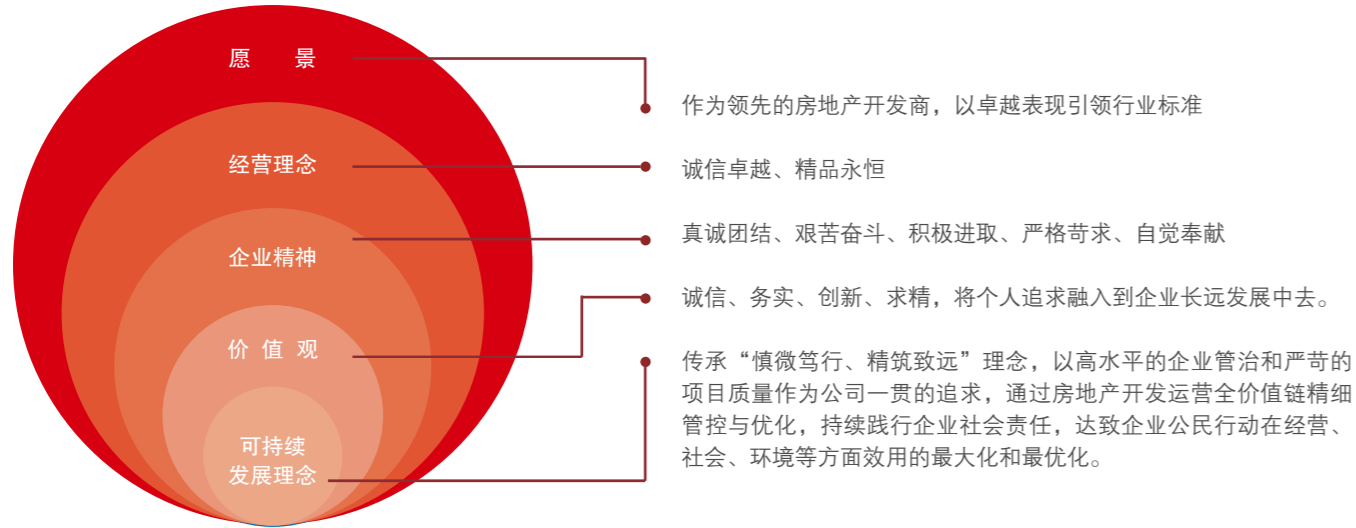 愿 景
作为领先的房地产开发商，以卓越表现引领行业标准
经营理念
诚信卓越、精品永恒
企业精神
真诚团结、艰苦奋斗、积极进取、严格苛求、自觉奉献
价 值 观
诚信、务实、创新、求精，将个人追求融入到企业长远发展中去。
可持续
发展理念
传承“慎微笃行、精筑致远”理念，以高水平的企业管治和严苛的
项目质量作为公司一贯的追求，通过房地产开发运营全价值链精细
管控与优化，持续践行企业社会责任，达致企业公民行动在经营、
社会、环境等方面效用的最大化和最优化。